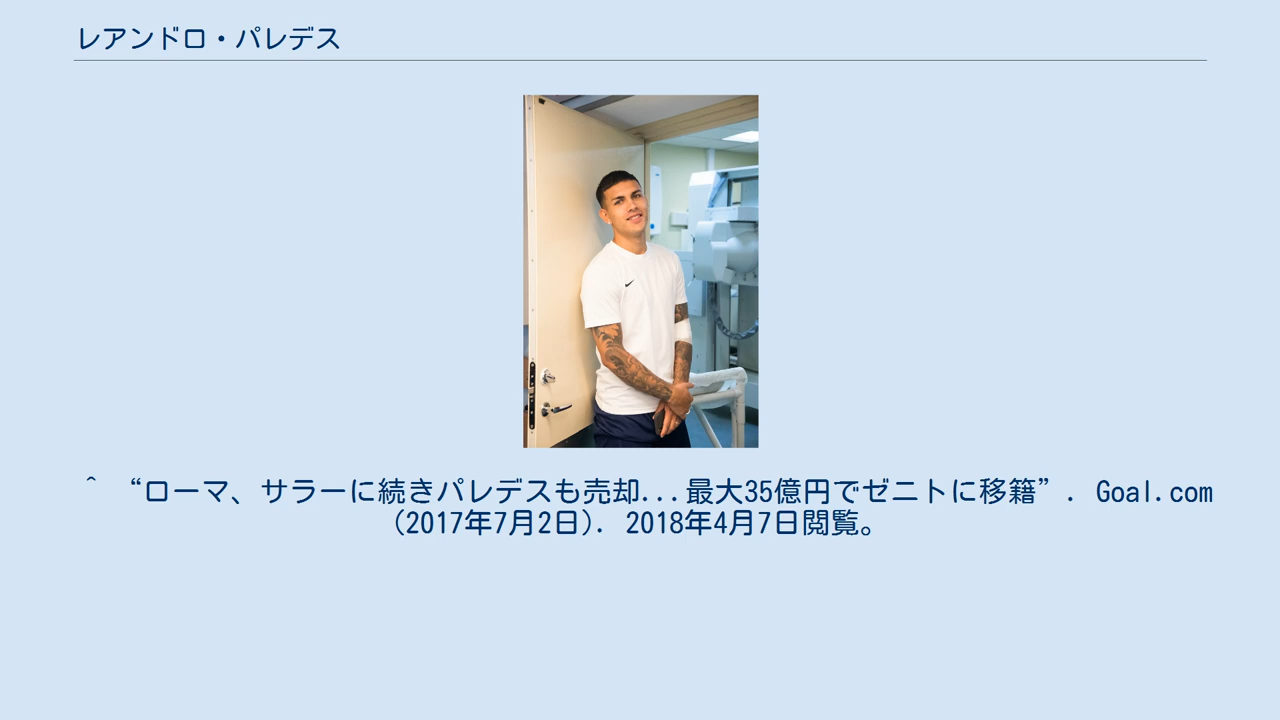 レアンドロ・パレデス
^ “ローマ、サラーに続きパレデスも売却...最大35億円でゼニトに移籍”. Goal.com
(2017年7月2日). 2018年4月7日閲覧。